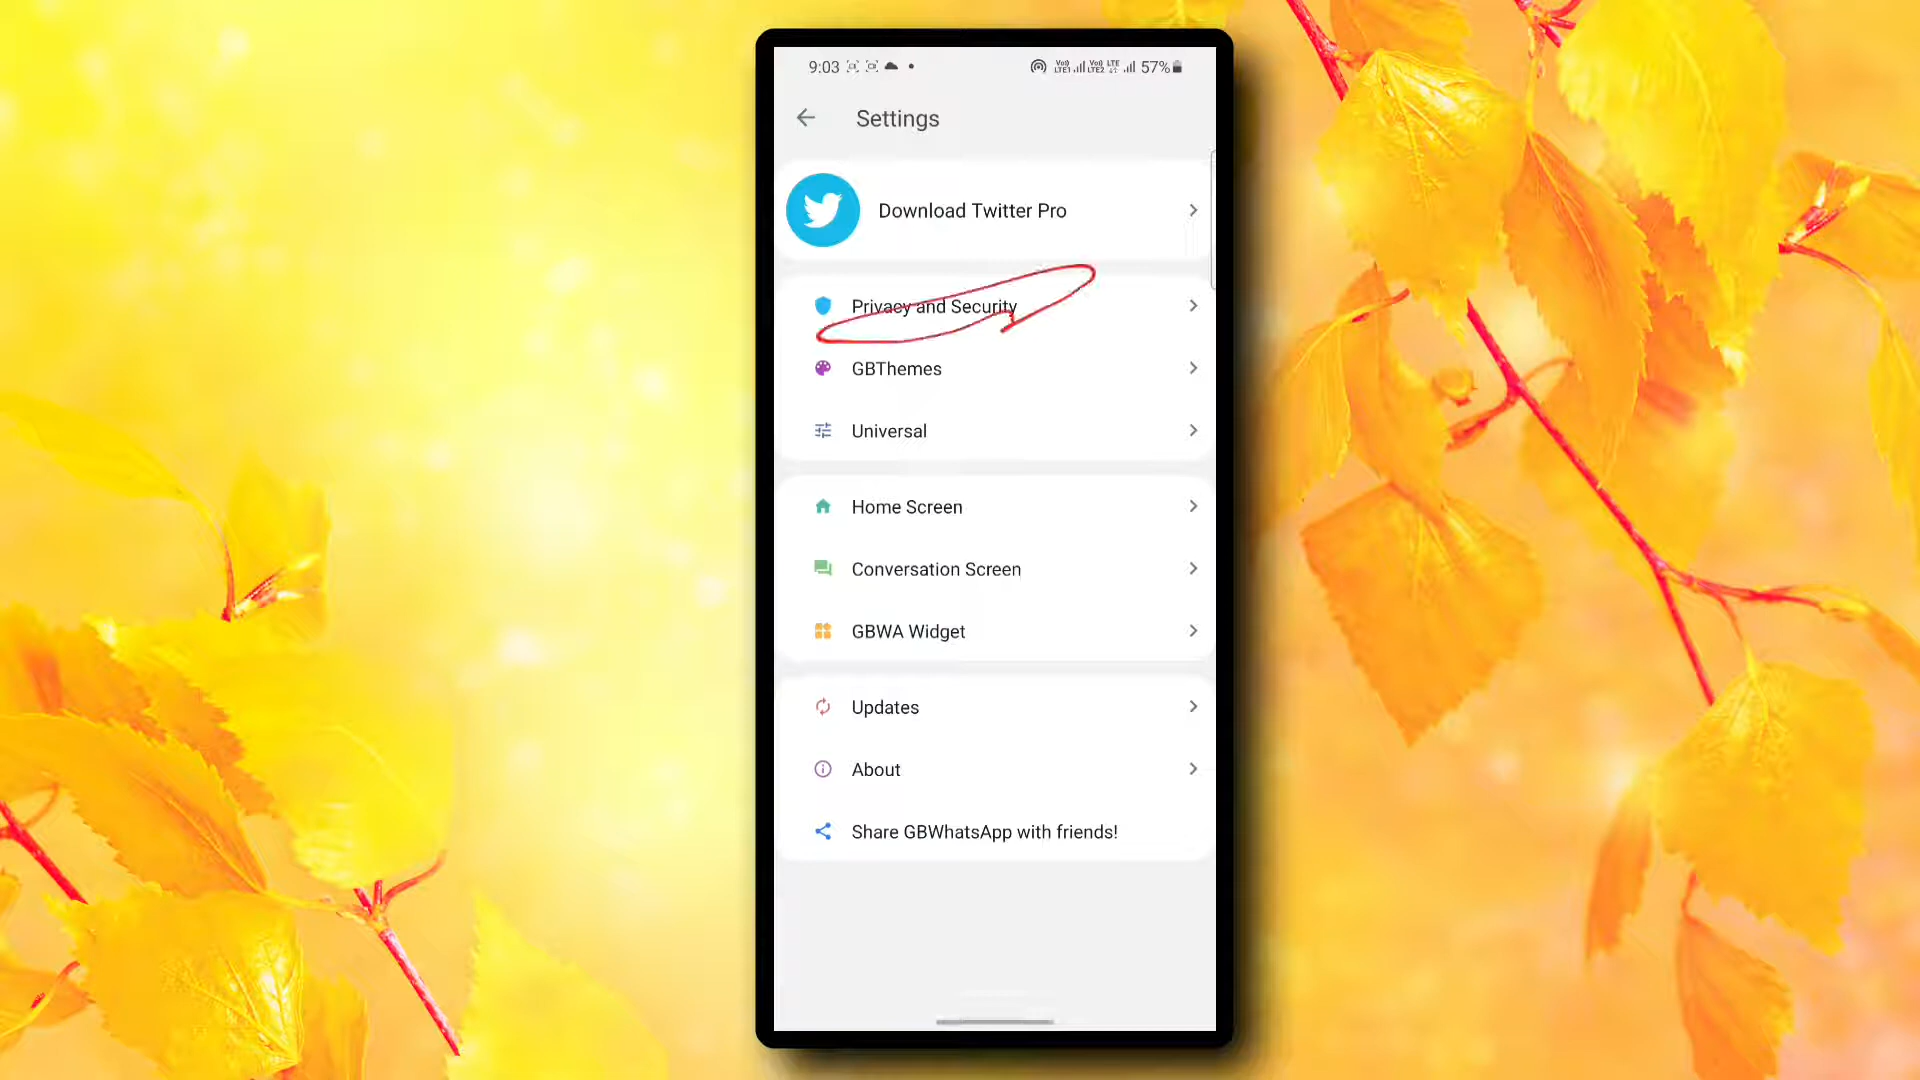 9:03
57%
Settings
Download Twitter Pro
Privacy and Security
GBThemes
Universal
Home Screen
Conversation Screen
GBWA Widget
Updates
About
Share GBWhatsApp with friends!